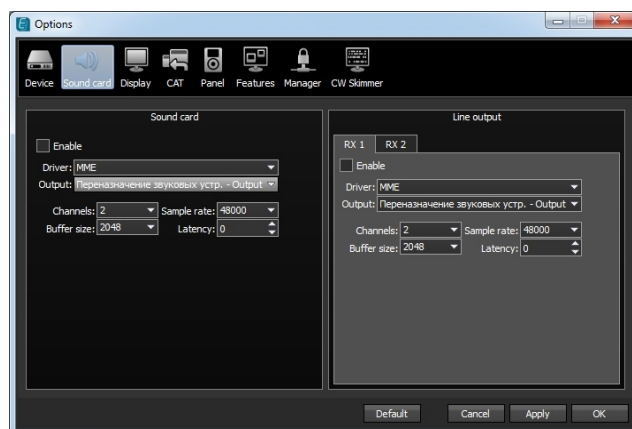 Options
Device Sound card Display CAT Panel Features Manager CW Skimmer
Sound card
Enable
Driver: MME
Output: Переназначение звуковых устр. - Output
Channels: 2 Sample rate: 48000
Buffer size: 2048 Latency: 0
Line output
RX 1 RX 2
Enable
Driver: MME
Output: Переназначение звуковых устр. - Output
Channels: 2 Sample rate: 48000
Buffer size: 2048 Latency: 0
Default Cancel Apply OK